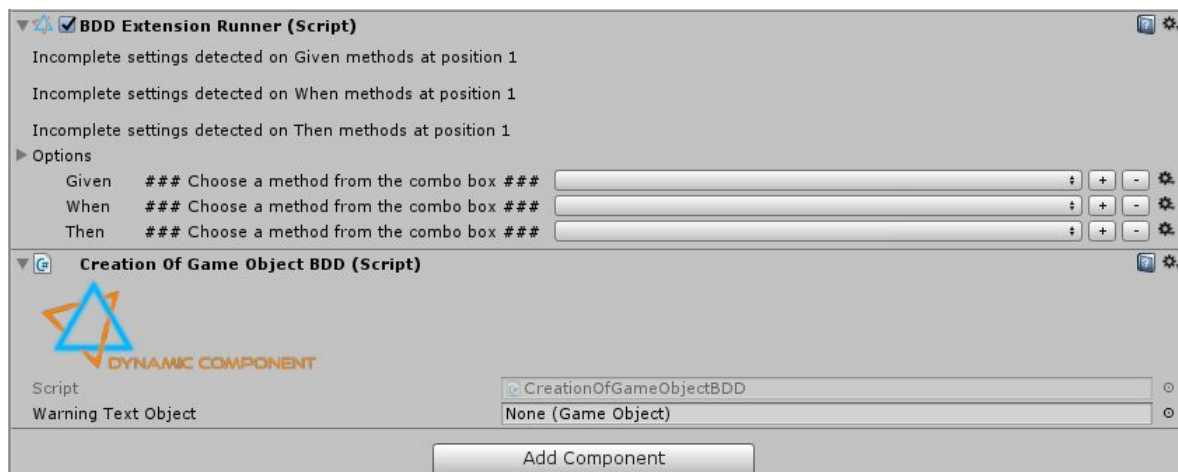 BDD Extension Runner (Script)
Incomplete settings detected on Given methods at position 1
Incomplete settings detected on When methods at position 1
Incomplete settings detected on Then methods at position 1
Options
Given ### Choose a method from the combo box ### + -
When ### Choose a method from the combo box ### + -
Then ### Choose a method from the combo box ### + -
Creation Of Game Object BDD (Script)
DYNAMIC COMPONENT
Script CreationOfGameObjectBDD
Warning Text Object None (Game Object)
Add Component